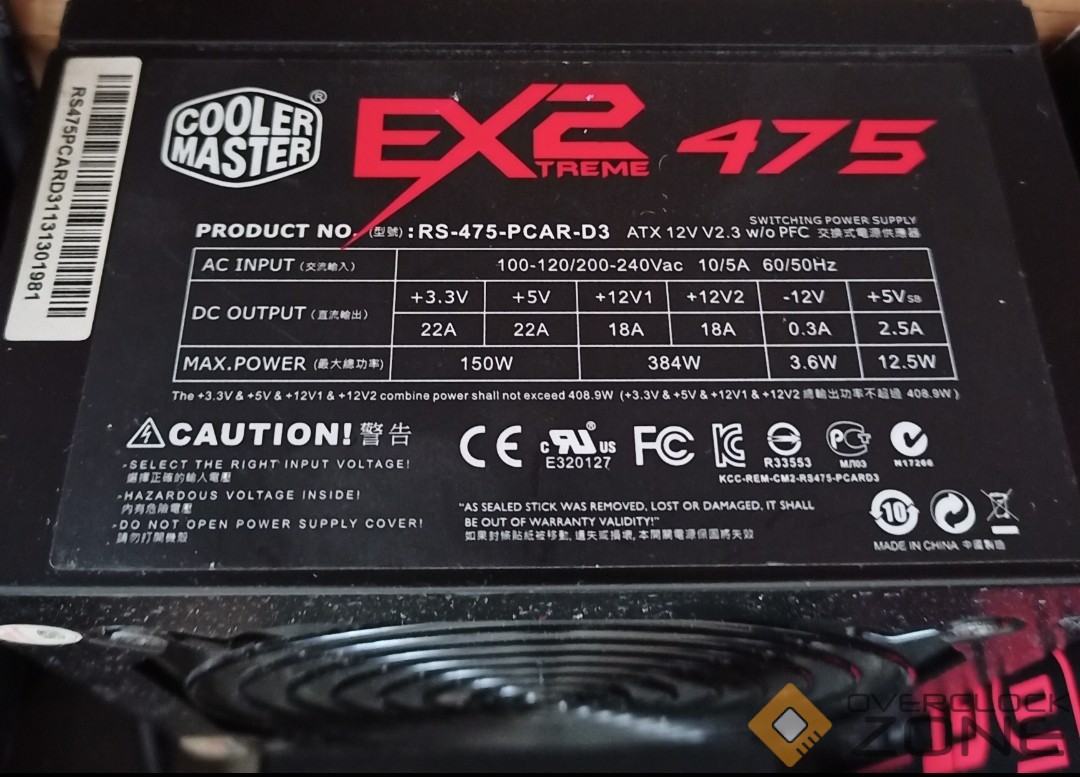 RS475PCARD31131301981
COOLER MASTER ®
EX2TREME 475
SWITCHING POWER SUPPLY
PRODUCT NO. (型號) : RS-475-PCAR-D3 ATX 12V V2.3 w/o PFC 交換式電源供應器
AC INPUT (交流輸入) 100-120/200-240Vac 10/5A 60/50Hz
DC OUTPUT (直流輸出) +3.3V +5V +12V1 +12V2 -12V +5VSB
22A 22A 18A 18A 0.3A 2.5A
MAX.POWER (最大總功率) 150W 384W 3.6W 12.5W
The +3.3V & +5V & +12V1 & +12V2 combine power shall not exceed 408.9W (+3.3V & +5V & +12V1 & +12V2 總輸出功率不超過 408.9W)
CAUTION! 警告
-SELECT THE RIGHT INPUT VOLTAGE!
選擇正確的輸入電壓
-HAZARDOUS VOLTAGE INSIDE!
內有危險電壓
-DO NOT OPEN POWER SUPPLY COVER!
請勿打開機殼
CE c RU ® US FC
E320127 R33553 МЛ03 N17266
KCC-REM-CM2-RS475-PCARD3
"AS SEALED STICK WAS REMOVED, LOST OR DAMAGED, IT SHALL
BE OUT OF WARRANTY VALIDITY!"
如果封條貼紙被移動, 遺失或損壞, 本開關電源保固將失效
10
MADE IN CHINA 中國製造
OVERCLOCK
ZONE